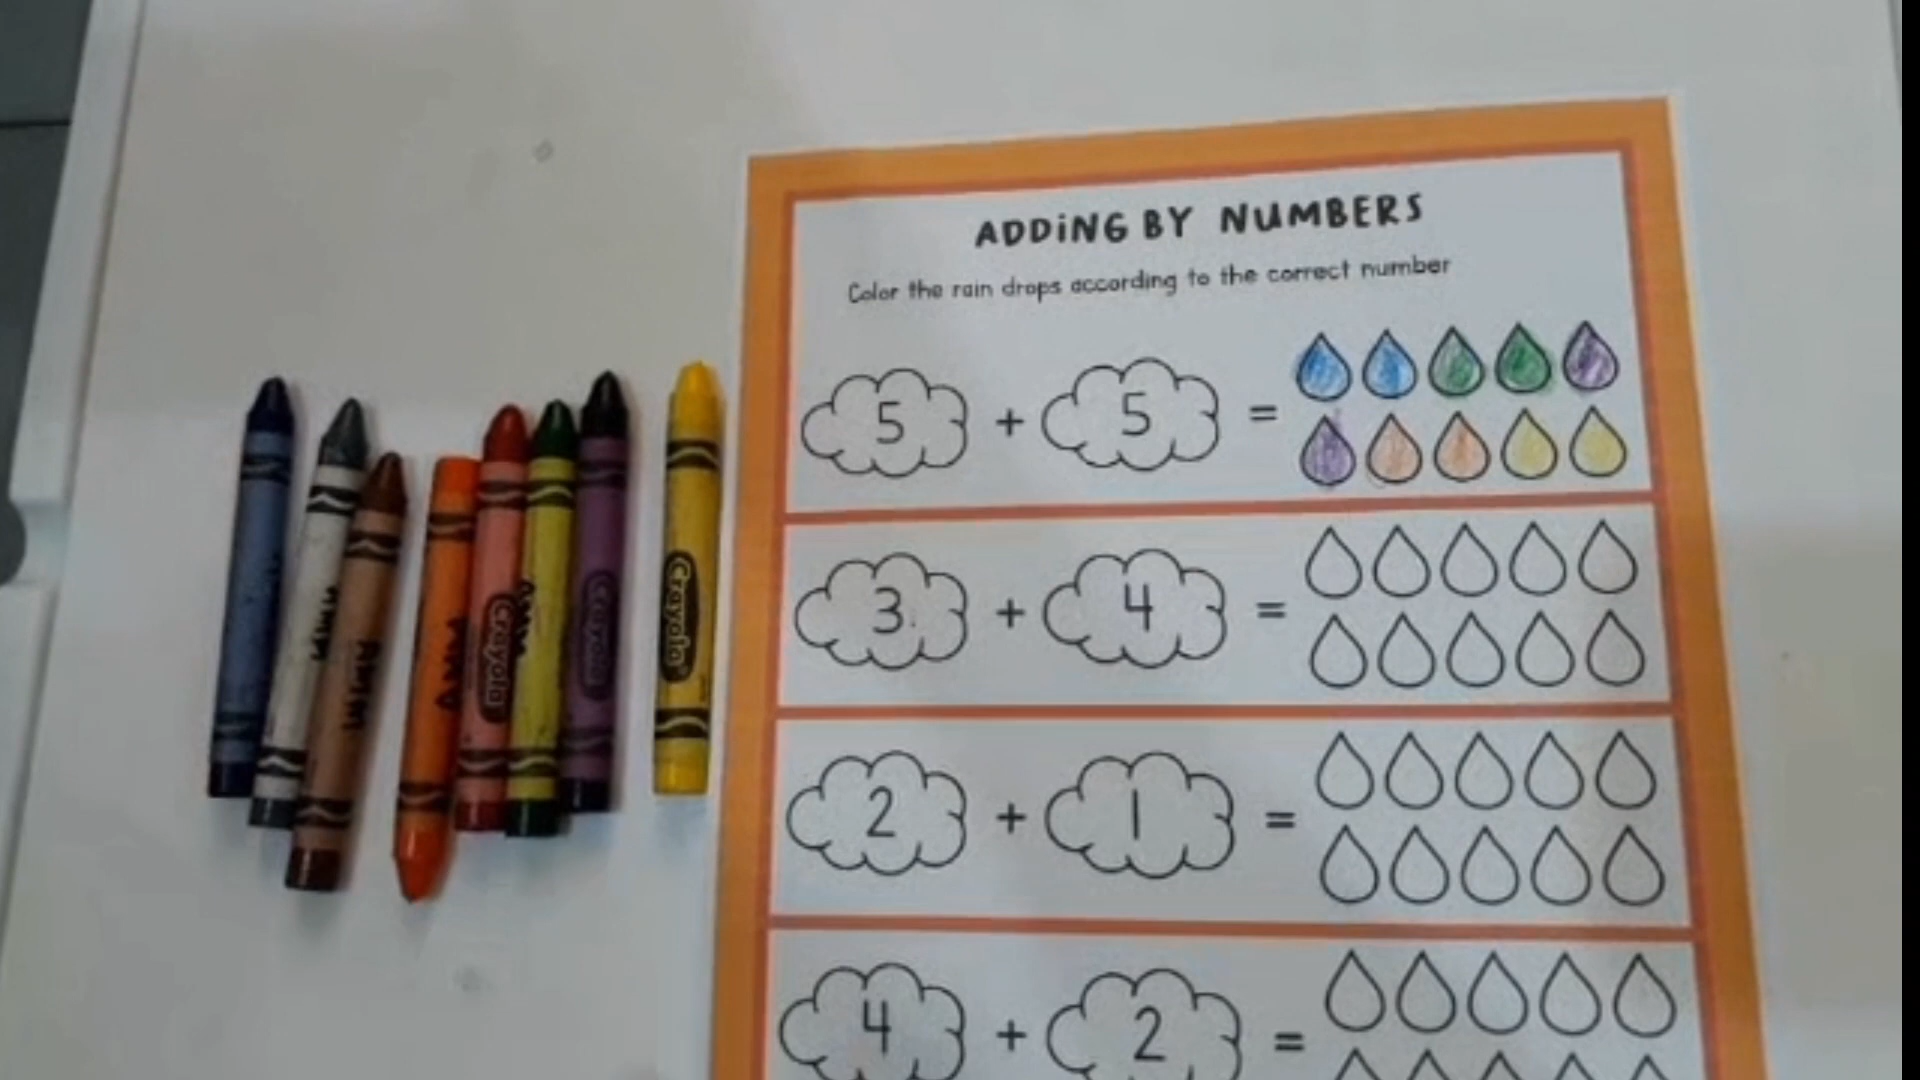 ADDiNG BY NUMBERS
Color the rain drops according to the correct number
5 + 5 =
3 + 4 =
2 + 1 =
4 + 2 =
Crayola
Crayola
Crayola